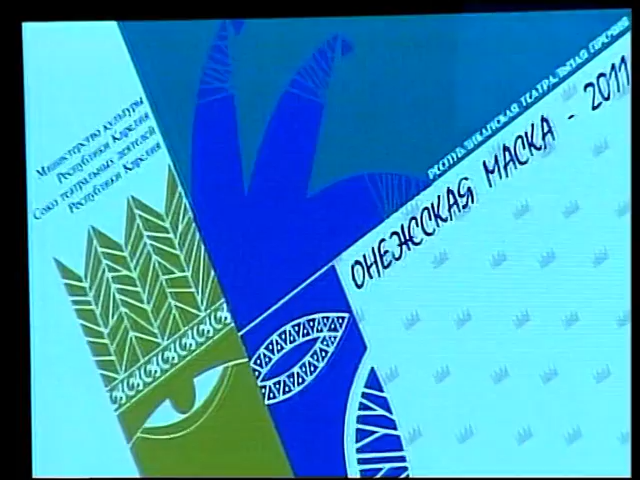 Министерство культуры
Республики Карелия
Союз театральных деятелей
Республики Карелия
РЕСПУБЛИКАНСКАЯ ТЕАТРАЛЬНАЯ ПРЕМИЯ
ОНЕЖСКАЯ МАСКА - 2011